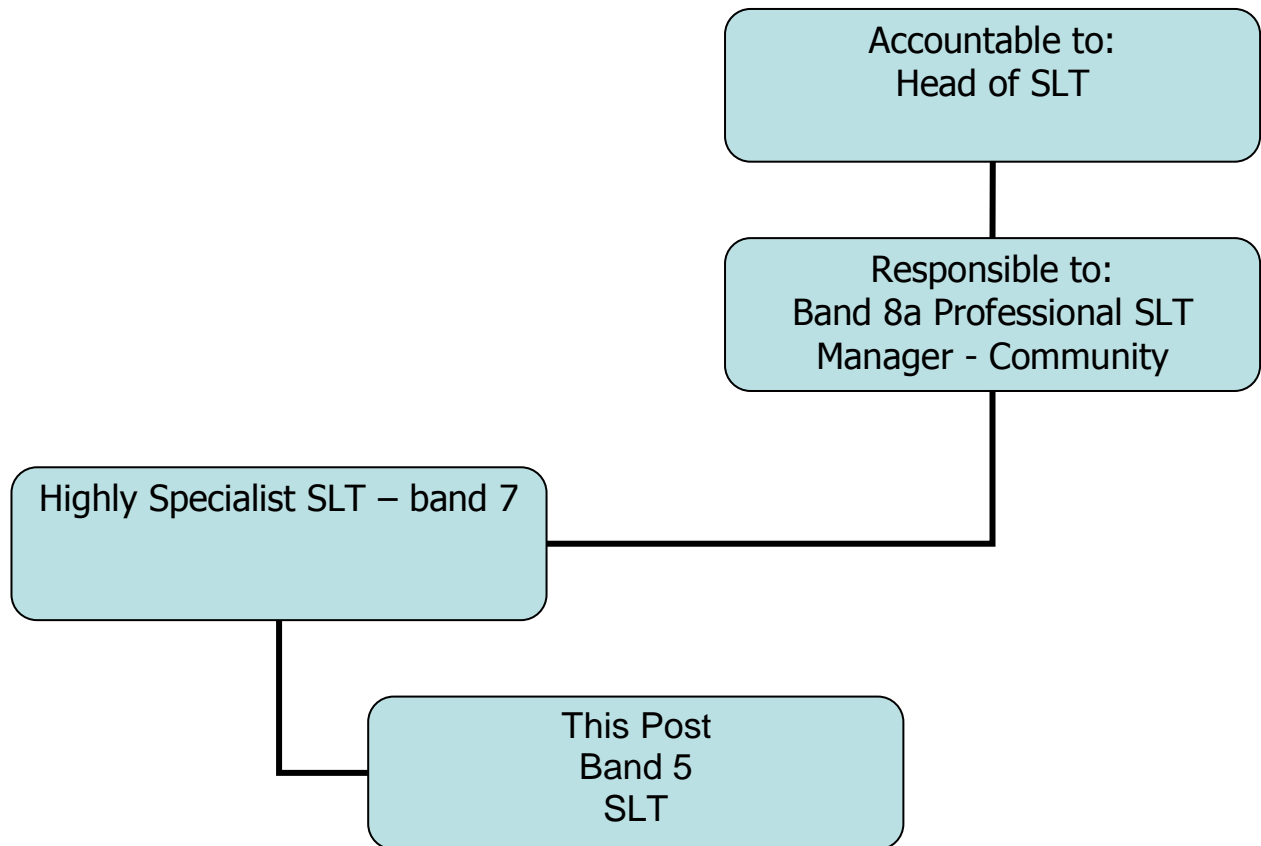 Accountable to:
Head of SLT
Responsible to:
Band 8a Professional SLT
Manager - Community
Highly Specialist SLT – band 7
This Post
Band 5
SLT